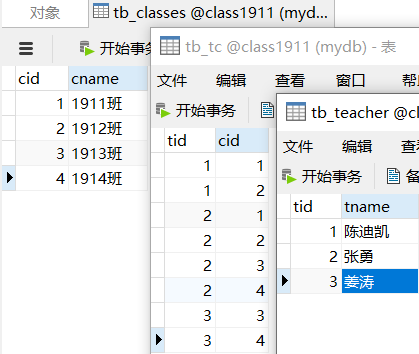 对象
tb_classes @class1911 (myd...
开始事务
cid cname
1 1911班
2 1912班
3 1913班
4 1914班
tb_tc @class1911 (mydb) - 表
文件 编辑 查看 窗口
开始事务
tid cid
1 1
1 2
2 1
2 2
2 3
2 4
3 3
3 4
tb_teacher @cl
文件 编辑
开始事务 备
tid tname
1 陈迪凯
2 张勇
3 姜涛